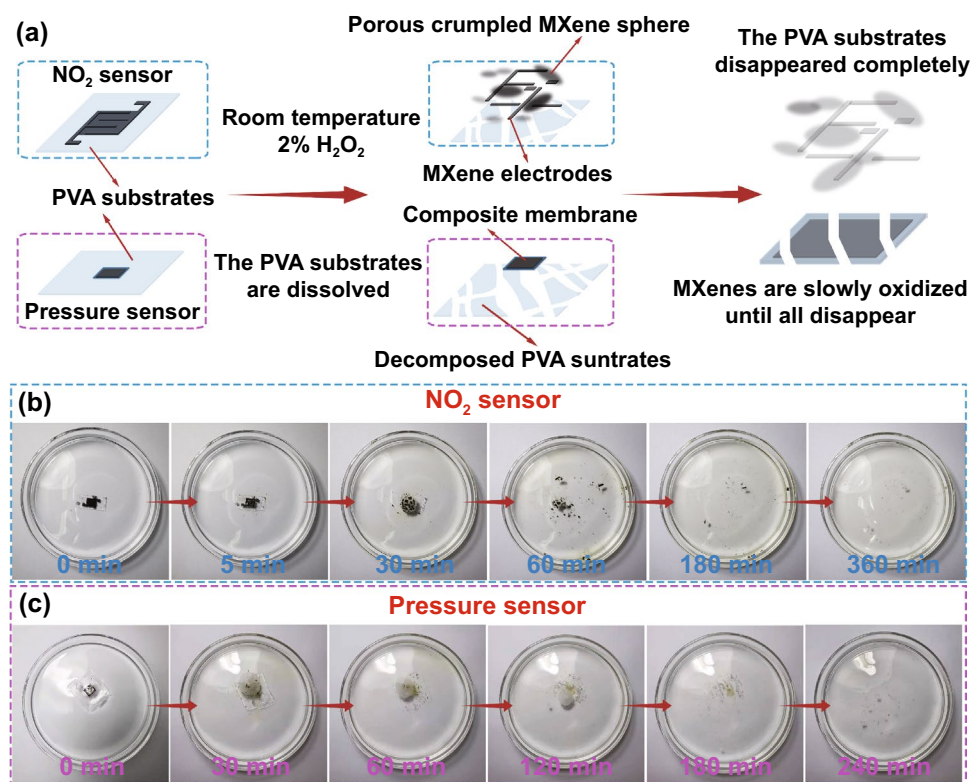 (a)
NO₂ sensor
PVA substrates
Pressure sensor
Room temperature
2% H₂O₂
The PVA substrates
are dissolved
Porous crumpled MXene sphere
MXene electrodes
Composite membrane
Decomposed PVA suntrates
The PVA substrates
disappeared completely
MXenes are slowly oxidized
until all disappear
(b)
NO₂ sensor
0 min
5 min
30 min
60 min
180 min
360 min
(c)
Pressure sensor
0 min
30 min
60 min
120 min
180 min
240 min